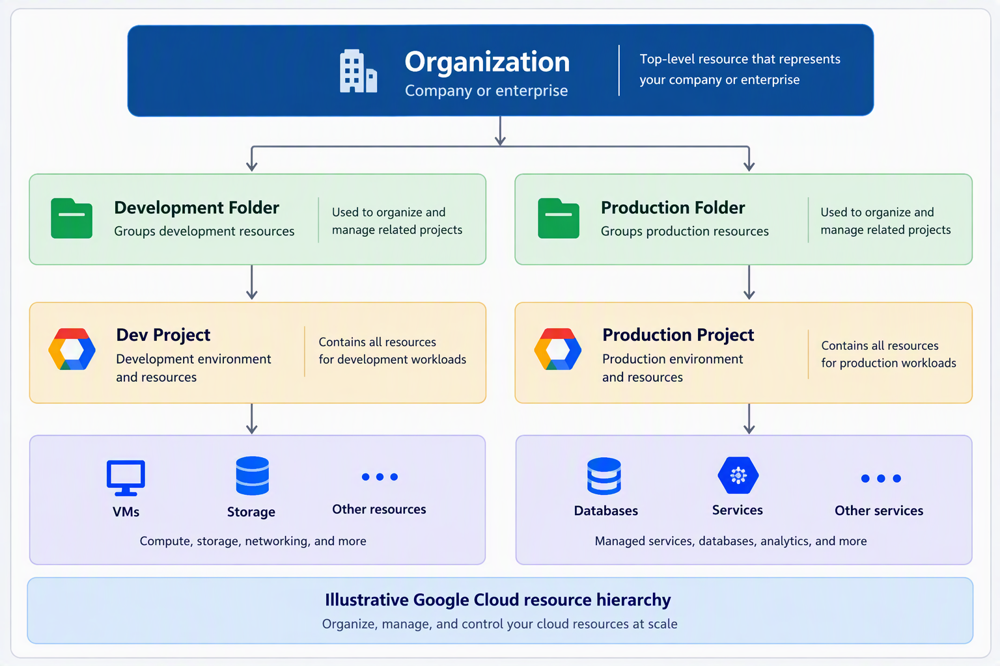 Organization
Company or enterprise
Top-level resource that represents
your company or enterprise
Development Folder
Groups development resources
Used to organize and
manage related projects
Production Folder
Groups production resources
Used to organize and
manage related projects
Dev Project
Development environment
and resources
Contains all resources
for development workloads
Production Project
Production environment
and resources
Contains all resources
for production workloads
VMs
Storage
Other resources
Compute, storage, networking, and more
Databases
Services
Other services
Managed services, databases, analytics, and more
Illustrative Google Cloud resource hierarchy
Organize, manage, and control your cloud resources at scale